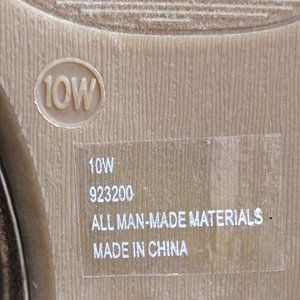 10W
10W
923200
ALL MAN-MADE MATERIALS
MADE IN CHINA